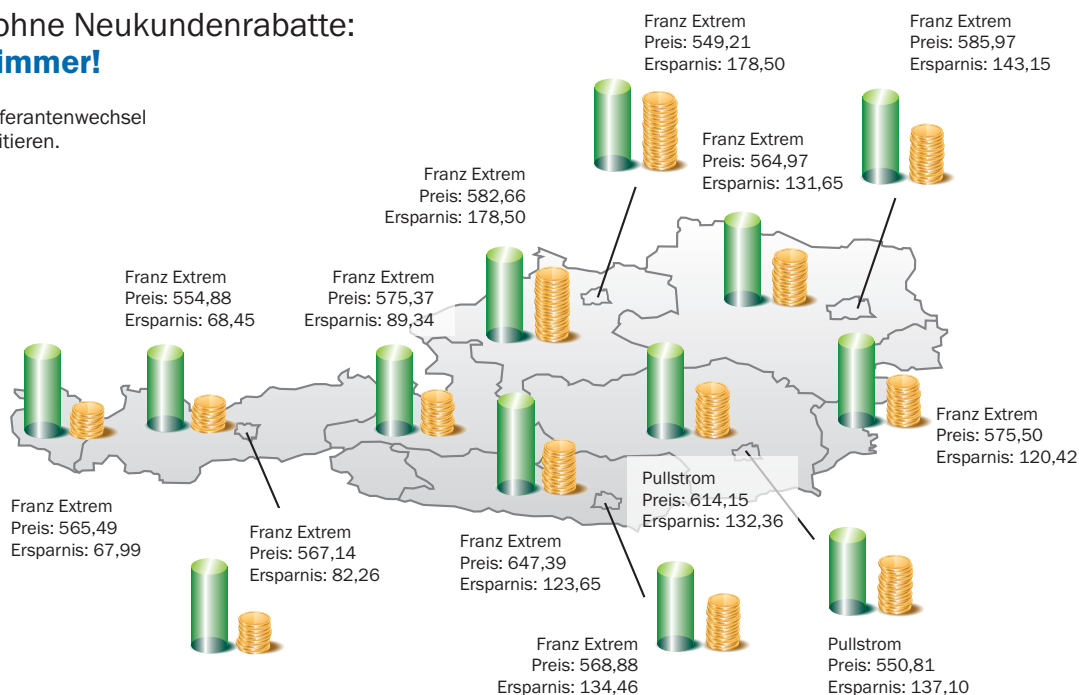 ohne Neukundenrabatte:
immer!
ferantenwechsel
itieren.
Franz Extrem
Preis: 549,21
Ersparnis: 178,50
Franz Extrem
Preis: 585,97
Ersparnis: 143,15
Franz Extrem
Preis: 564,97
Ersparnis: 131,65
Franz Extrem
Preis: 582,66
Ersparnis: 178,50
Franz Extrem
Preis: 554,88
Ersparnis: 68,45
Franz Extrem
Preis: 575,37
Ersparnis: 89,34
Franz Extrem
Preis: 575,50
Ersparnis: 120,42
Pullstrom
Preis: 614,15
Ersparnis: 132,36
Franz Extrem
Preis: 565,49
Ersparnis: 67,99
Franz Extrem
Preis: 567,14
Ersparnis: 82,26
Franz Extrem
Preis: 647,39
Ersparnis: 123,65
Franz Extrem
Preis: 568,88
Ersparnis: 134,46
Pullstrom
Preis: 550,81
Ersparnis: 137,10